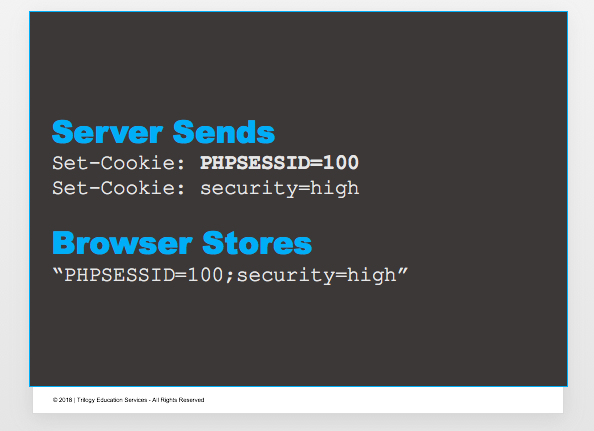 Server Sends
Set-Cookie: PHPSESSID=100
Set-Cookie: security=high
Browser Stores
“PHPSESSID=100;security=high”
© 2018 | Trilogy Education Services - All Rights Reserved